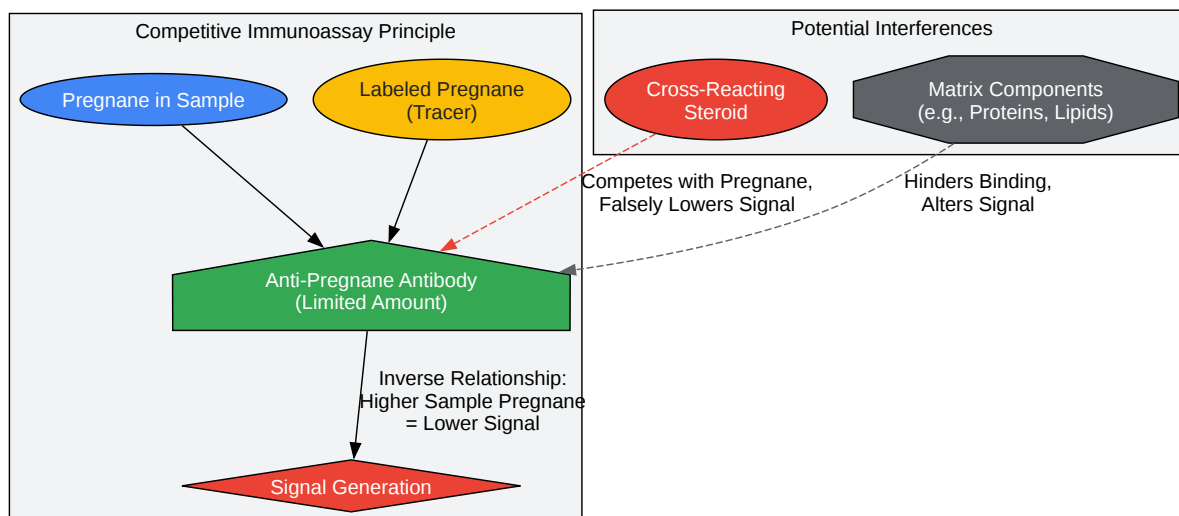 Competitive Immunoassay Principle
Potential Interferences
Pregnane in Sample
Labeled Pregnane
(Tracer)
Cross-Reacting
Steroid
Matrix Components
(e.g., Proteins, Lipids)
Competes with Pregnane,
Falsely Lowers Signal
Hinders Binding,
Alters Signal
Anti-Pregnane Antibody
(Limited Amount)
Inverse Relationship:
Higher Sample Pregnane
= Lower Signal
Signal Generation